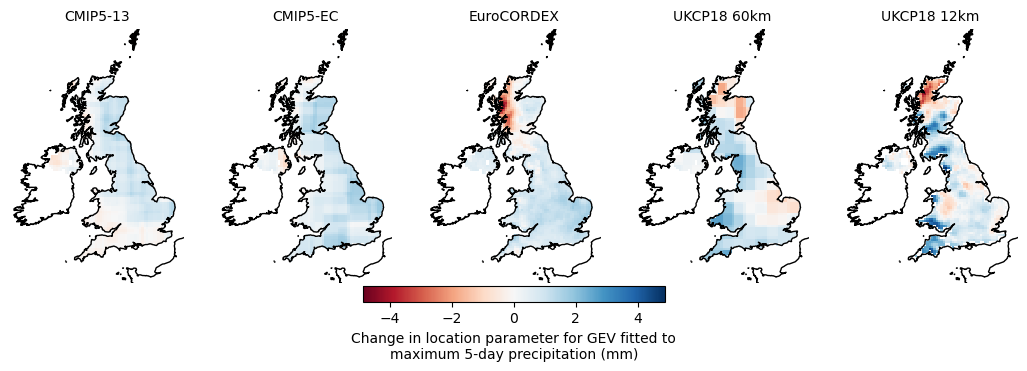 CMIP5-13 CMIP5-EC EuroCORDEX UKCP18 60km UKCP18 12km
−4 −2 0 2 4
Change in location parameter for GEV fitted to
maximum 5-day precipitation (mm)